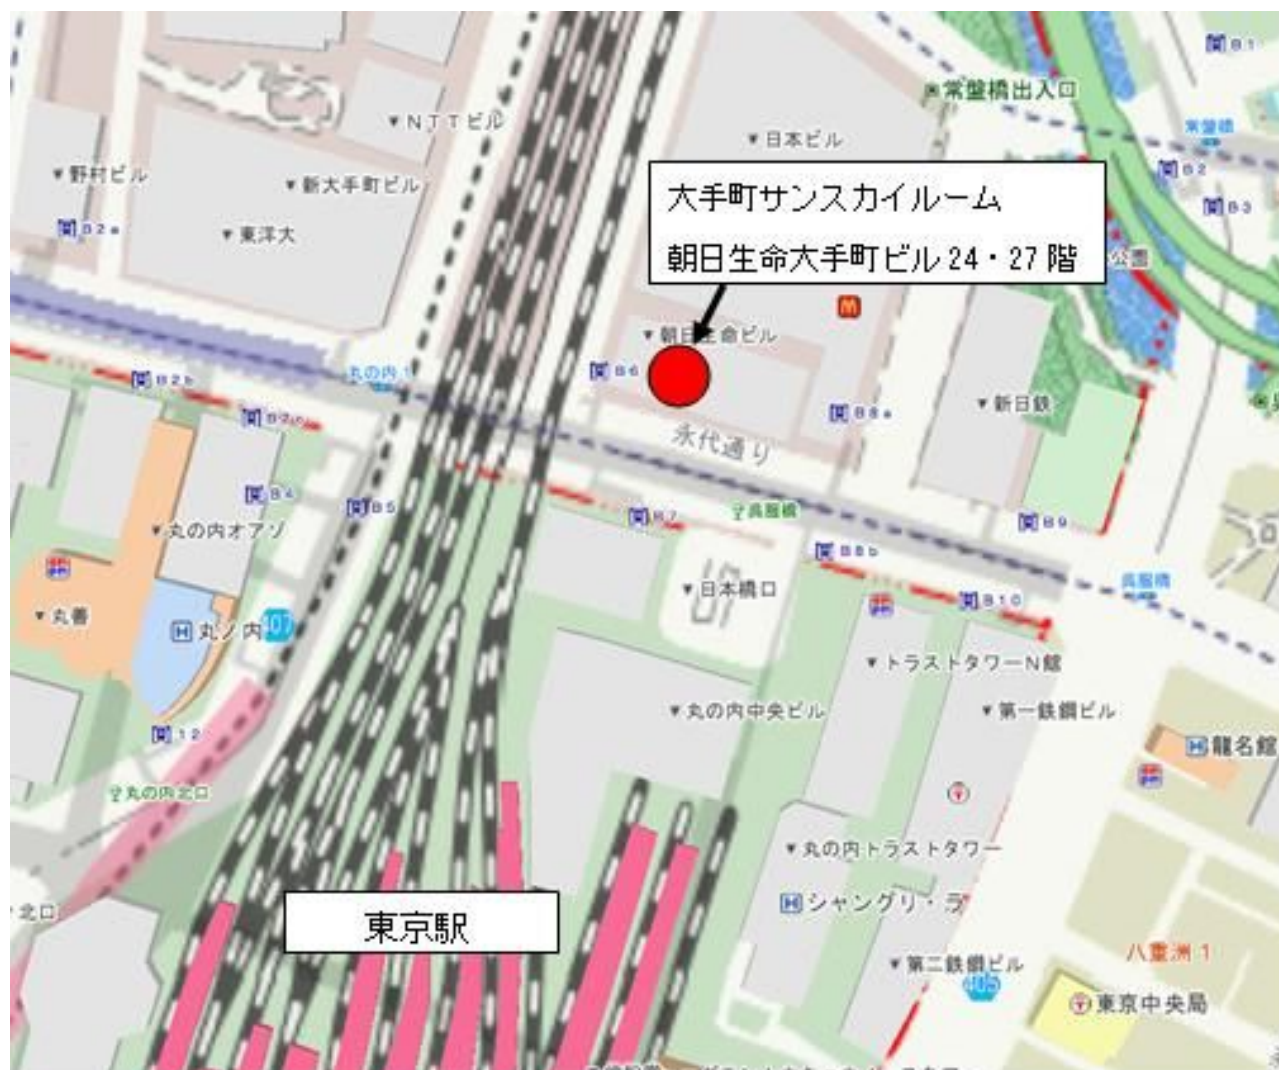 B1
常盤橋出入口
NTTビル
日本ビル
常盤橋
野村ビル
新大手町ビル
B2
大手町サンスカイルーム
朝日生命大手町ビル 24・27 階
B3
B2a
東洋大
公園
M
朝日生命ビル
丸の内1
B2b
B6
B8a
新日鉄
永代通り
B4
B5
呉服橋
B7
B9
丸の内オアゾ
B8b
呉服橋
日本橋口
B10
丸善
H 丸ノ内
407
トラストタワーN館
丸の内中央ビル
第一鉄鋼ビル
12
H 龍名館
丸の内北口
丸の内トラストタワー
北口
H シャングリ・ラ
東京駅
八重洲 1
第二鉄鋼ビル
405
東京中央局